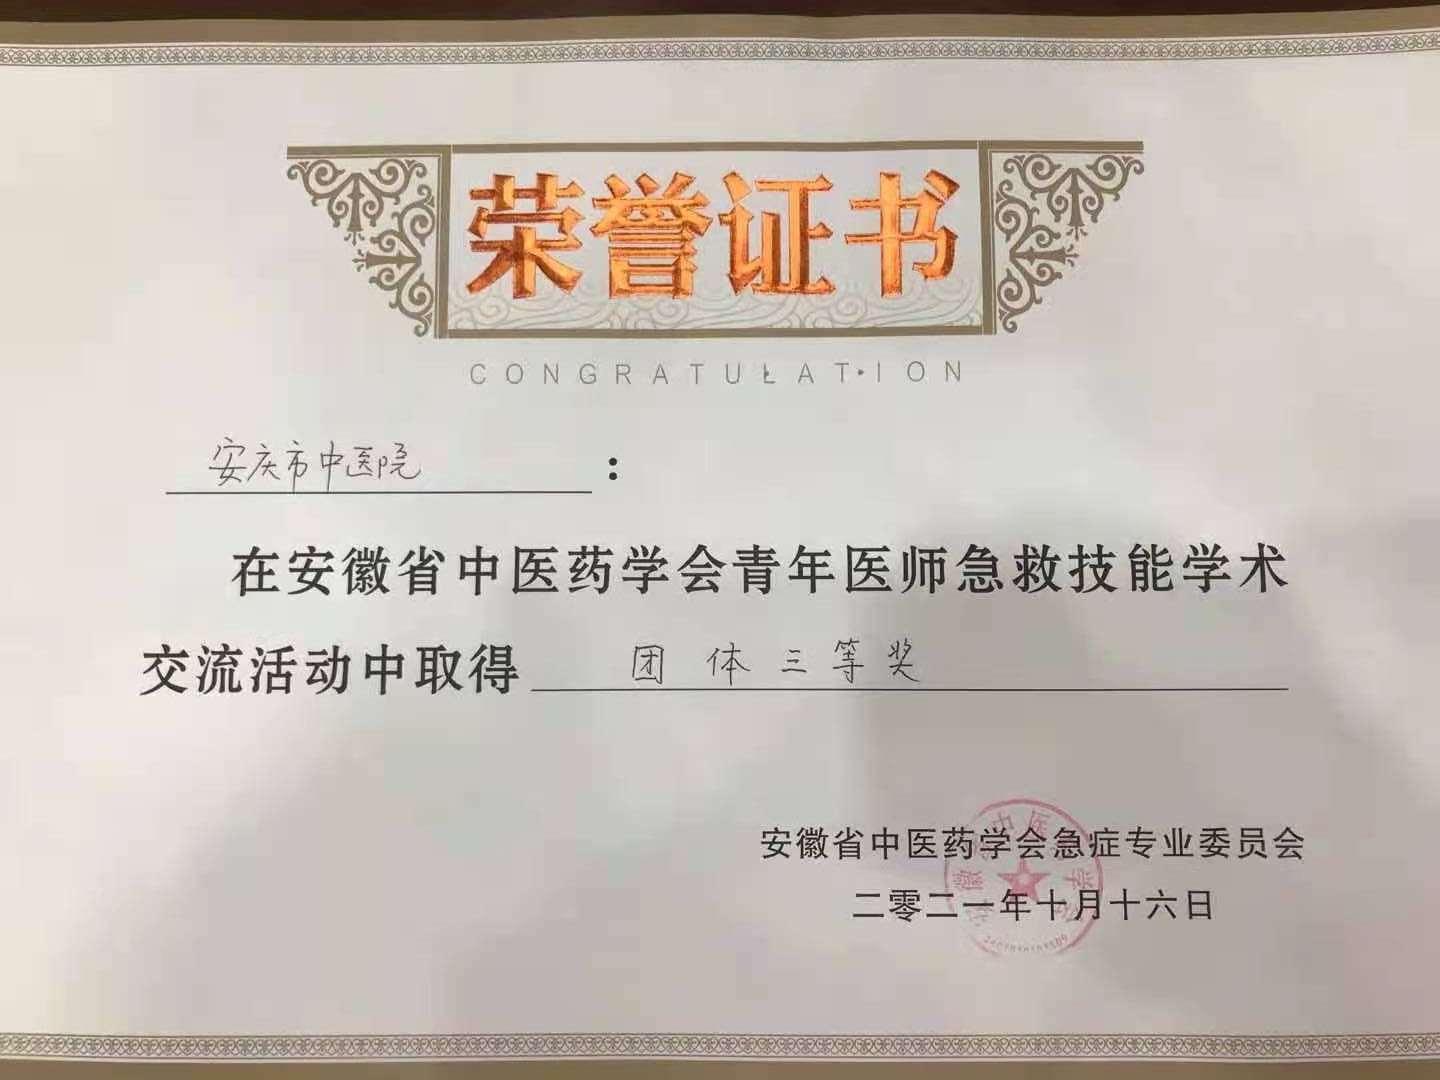 荣誉证书
CONGRATULATION
安庆市中医院：
在安徽省中医药学会青年医师急救技能学术
交流活动中取得 团体三等奖
安徽省中医药学会急症专业委员会
二零二一年十月十六日